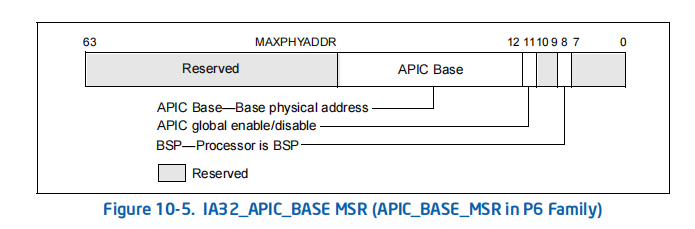 63 MAXPHYADDR 12 11 10 9 8 7 0
Reserved APIC Base
APIC Base—Base physical address
APIC global enable/disable
BSP—Processor is BSP
Reserved
Figure 10-5. IA32_APIC_BASE MSR (APIC_BASE_MSR in P6 Family)